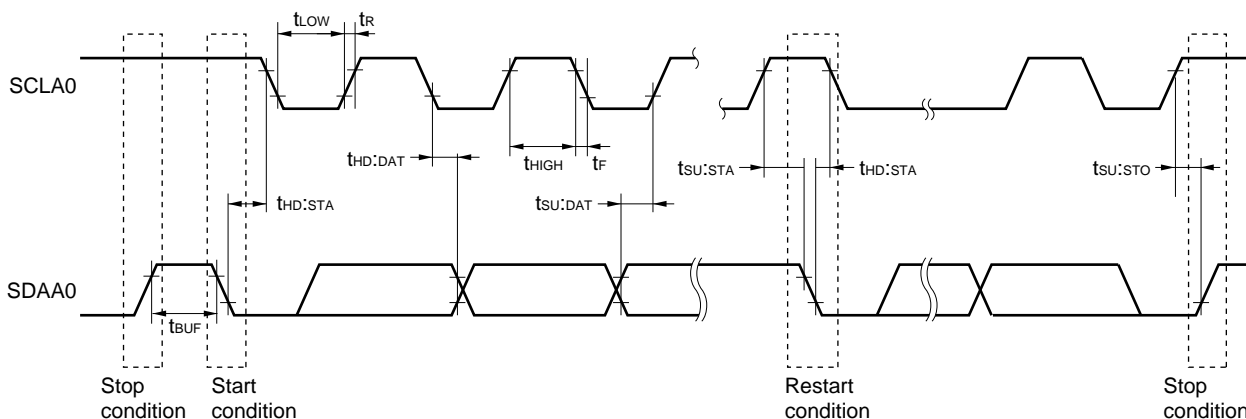 tLOW
tR
SCLA0
tHD:DAT
tHIGH
tF
tSU:STA
tHD:STA
tSU:STO
tHD:STA
tSU:DAT
SDAA0
tBUF
Stop
condition
Start
condition
Restart
condition
Stop
condition